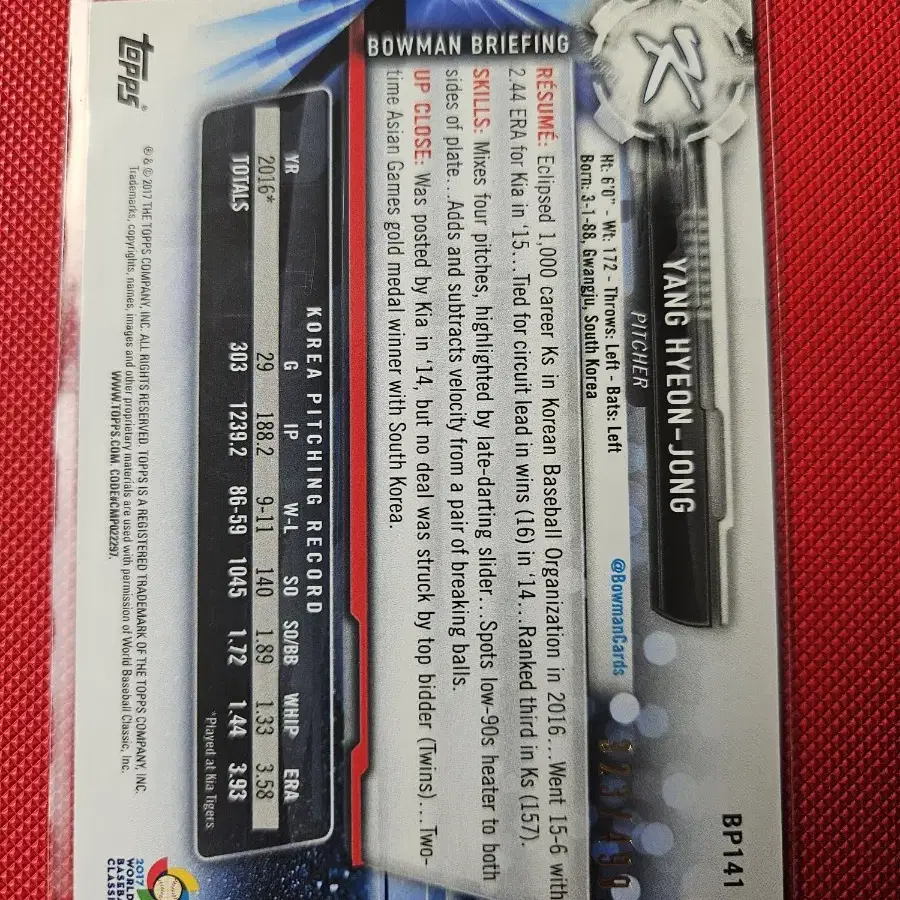 BP141
K
YANG HYEON-JONG
PITCHER
Ht: 6'0" - Wt: 172 - Throws: Left - Bats: Left
Born: 3-1-88, Gwangju, South Korea
@BowmanCards
BOWMAN BRIEFING
RÉSUMÉ: Eclipsed 1,000 career Ks in Korean Baseball Organization in 2016...Went 15-6 with
2.44 ERA for Kia in '15...Tied for circuit lead in wins (16) in '14...Ranked third in Ks (157).
SKILLS: Mixes four pitches, highlighted by late-darting slider...Spots low-90s heater to both
sides of plate...Adds and subtracts velocity from a pair of breaking balls.
UP CLOSE: Was posted by Kia in '14, but no deal was struck by top bidder (Twins)...Two-
time Asian Games gold medal winner with South Korea.
KOREA PITCHING RECORD
YR G IP W-L SO SO/BB WHIP ERA
2016* 29 188.2 9-11 140 1.89 1.33 3.58
TOTALS 303 1239.2 86-59 1045 1.72 1.44 3.93
*Played at Kia Tigers
topps®
® & © 2017 THE TOPPS COMPANY, INC. ALL RIGHTS RESERVED. TOPPS IS A REGISTERED TRADEMARK OF THE TOPPS COMPANY, INC.
Trademarks, copyrights, names, images and other proprietary materials are used with permission of World Baseball Classic, Inc.
WWW.TOPPS.COM. CODE#CMP022297.
2017
WORLD
CLASSIC